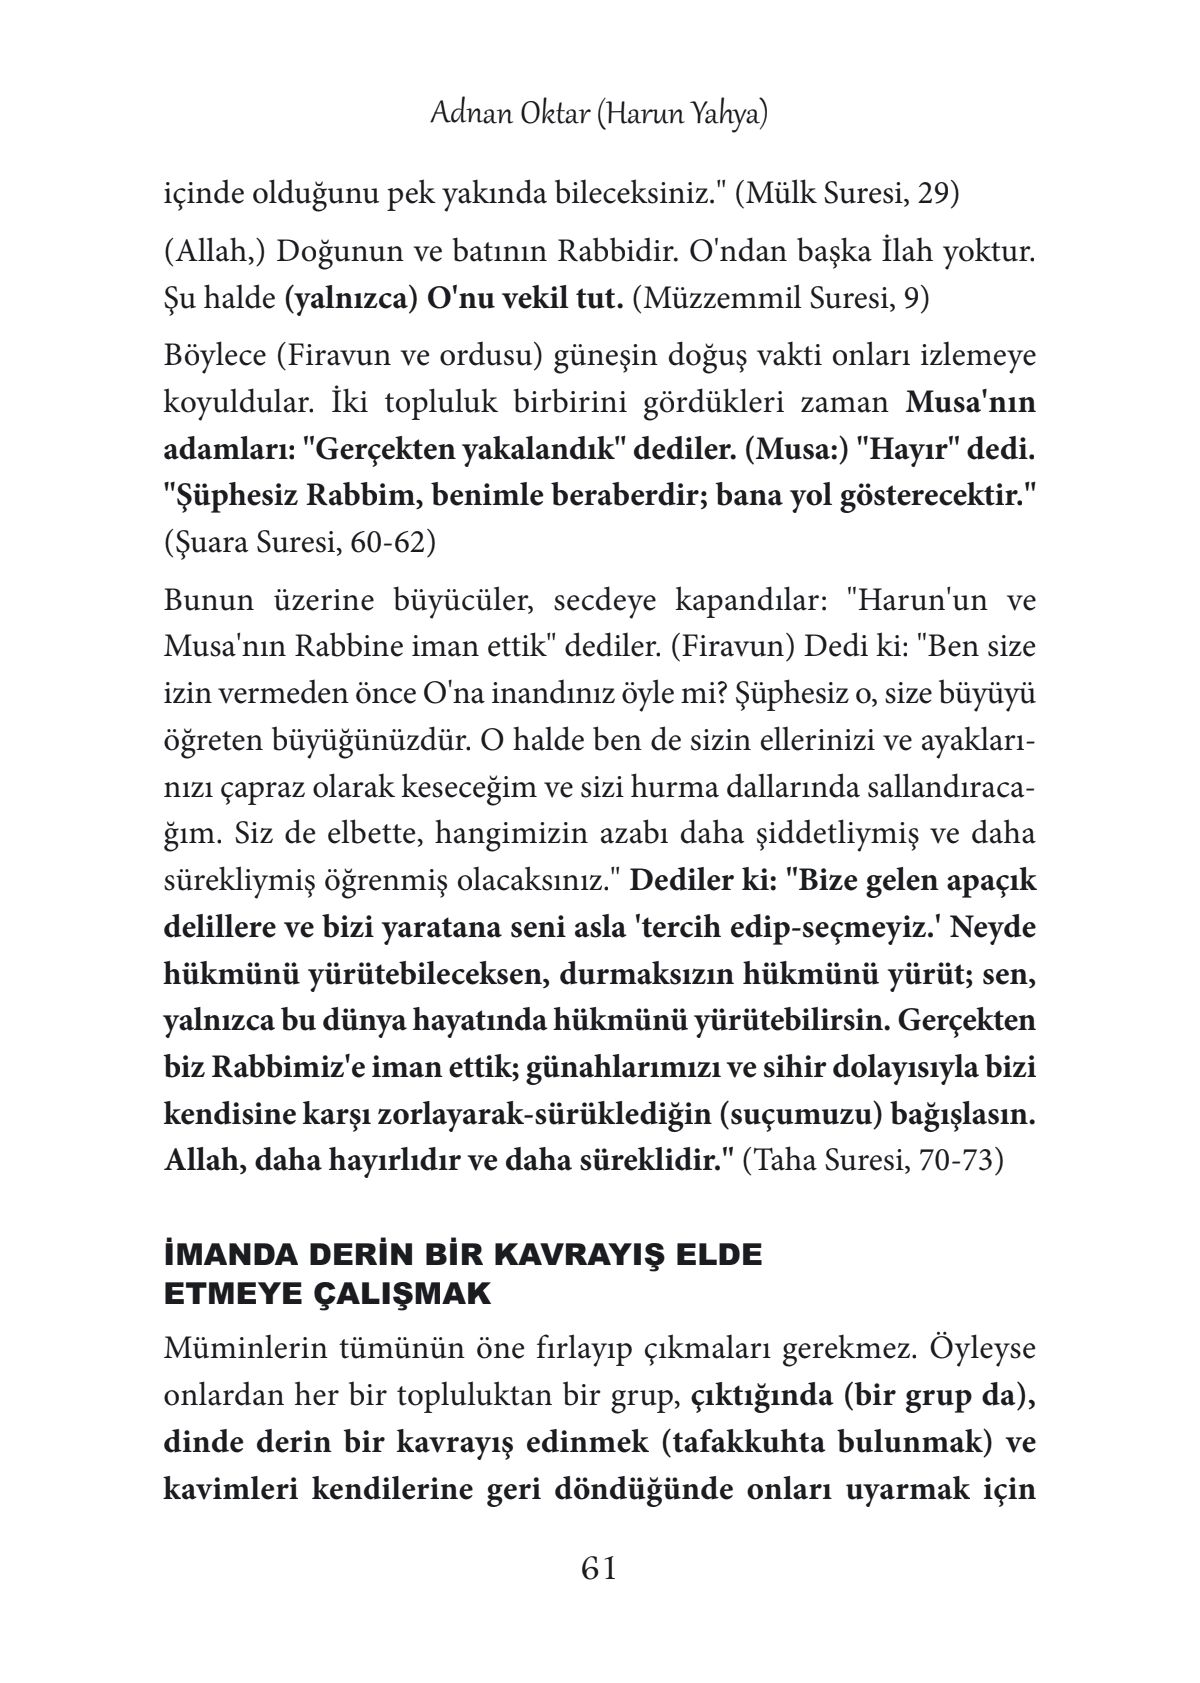 Adnan Oktar (Harun Yahya)
içinde olduğunu pek yakında bileceksiniz." (Mülk Suresi, 29)
(Allah,) Doğunun ve batının Rabbidir. O'ndan başka İlah yoktur.
Şu halde (yalnızca) O'nu vekil tut. (Müzzemmil Suresi, 9)
Böylece (Firavun ve ordusu) güneşin doğuş vakti onları izlemeye
koyuldular. İki topluluk birbirini gördükleri zaman Musa'nın
adamları: "Gerçekten yakalandık" dediler. (Musa:) "Hayır" dedi.
"Şüphesiz Rabbim, benimle beraberdir; bana yol gösterecektir."
(Şuara Suresi, 60-62)
Bunun üzerine büyücüler, secdeye kapandılar: "Harun'un ve
Musa'nın Rabbine iman ettik" dediler. (Firavun) Dedi ki: "Ben size
izin vermeden önce O'na inandınız öyle mi? Şüphesiz o, size büyüyü
öğreten büyüğünüzdür. O halde ben de sizin ellerinizi ve ayakları-
nızı çapraz olarak keseceğim ve sizi hurma dallarında sallandıraca-
ğım. Siz de elbette, hangimizin azabı daha şiddetliymiş ve daha
sürekliymiş öğrenmiş olacaksınız." Dediler ki: "Bize gelen apaçık
delillere ve bizi yaratana seni asla 'tercih edip-seçmeyiz.' Neyde
hükmünü yürütebileceksen, durmaksızın hükmünü yürüt; sen,
yalnızca bu dünya hayatında hükmünü yürütebilirsin. Gerçekten
biz Rabbimiz'e iman ettik; günahlarımızı ve sihir dolayısıyla bizi
kendisine karşı zorlayarak-sürüklediğin (suçumuzu) bağışlasın.
Allah, daha hayırlıdır ve daha süreklidir." (Taha Suresi, 70-73)
İMANDA DERİN BİR KAVRAYIŞ ELDE
ETMEYE ÇALIŞMAK
Müminlerin tümünün öne fırlayıp çıkmaları gerekmez. Öyleyse
onlardan her bir topluluktan bir grup, çıktığında (bir grup da),
dinde derin bir kavrayış edinmek (tafakkuhta bulunmak) ve
kavimleri kendilerine geri döndüğünde onları uyarmak için
61